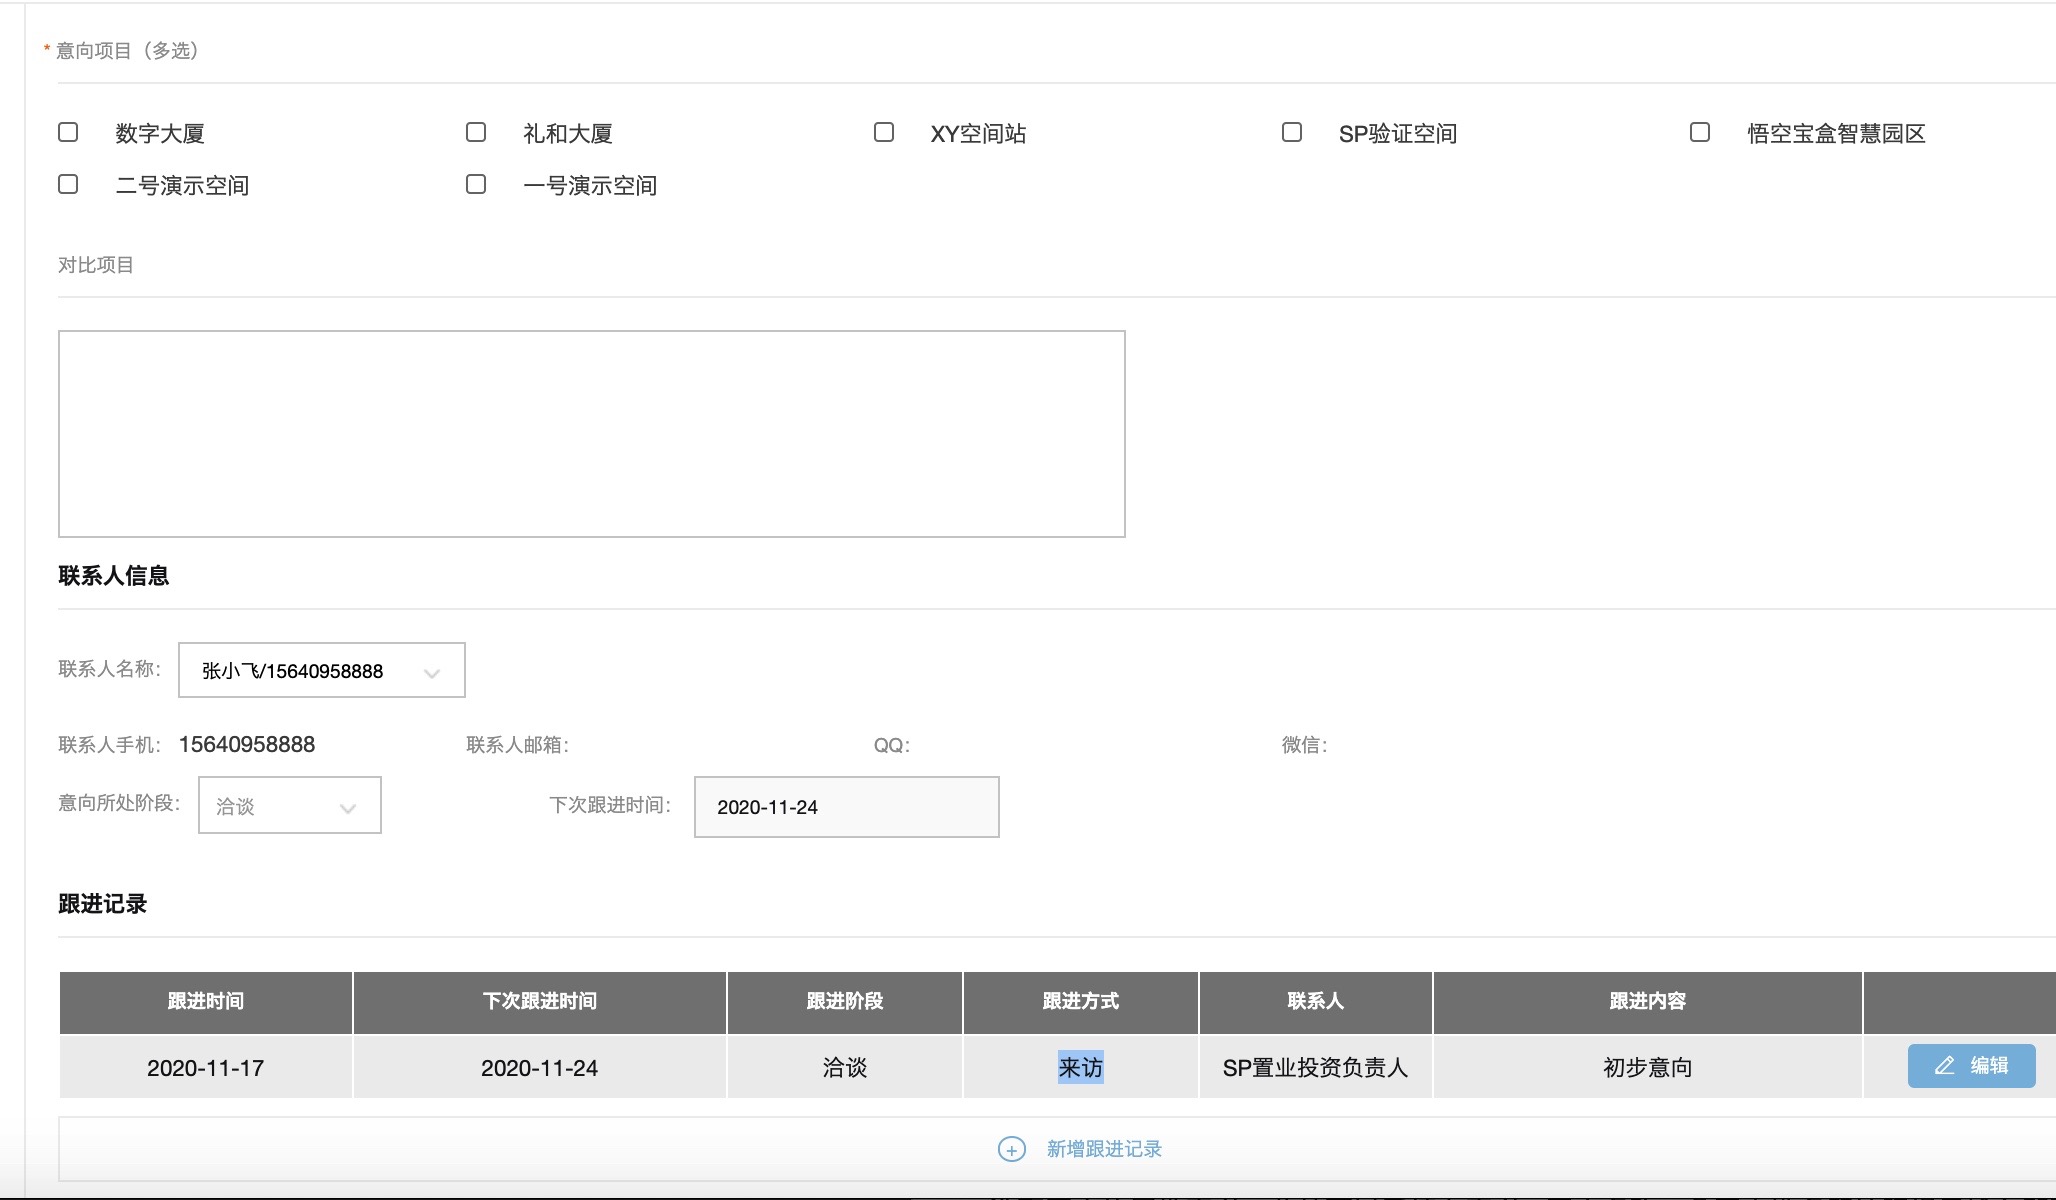 * 意向项目（多选）
数字大厦 礼和大厦 XY空间站 SP验证空间 悟空宝盒智慧园区
二号演示空间 一号演示空间
对比项目
联系人信息
联系人名称: 张小飞/15640958888
联系人手机: 15640958888 联系人邮箱: QQ: 微信:
意向所处阶段: 洽谈 下次跟进时间: 2020-11-24
跟进记录
跟进时间 下次跟进时间 跟进阶段 跟进方式 联系人 跟进内容
2020-11-17 2020-11-24 洽谈 来访 SP置业投资负责人 初步意向 编辑
新增跟进记录